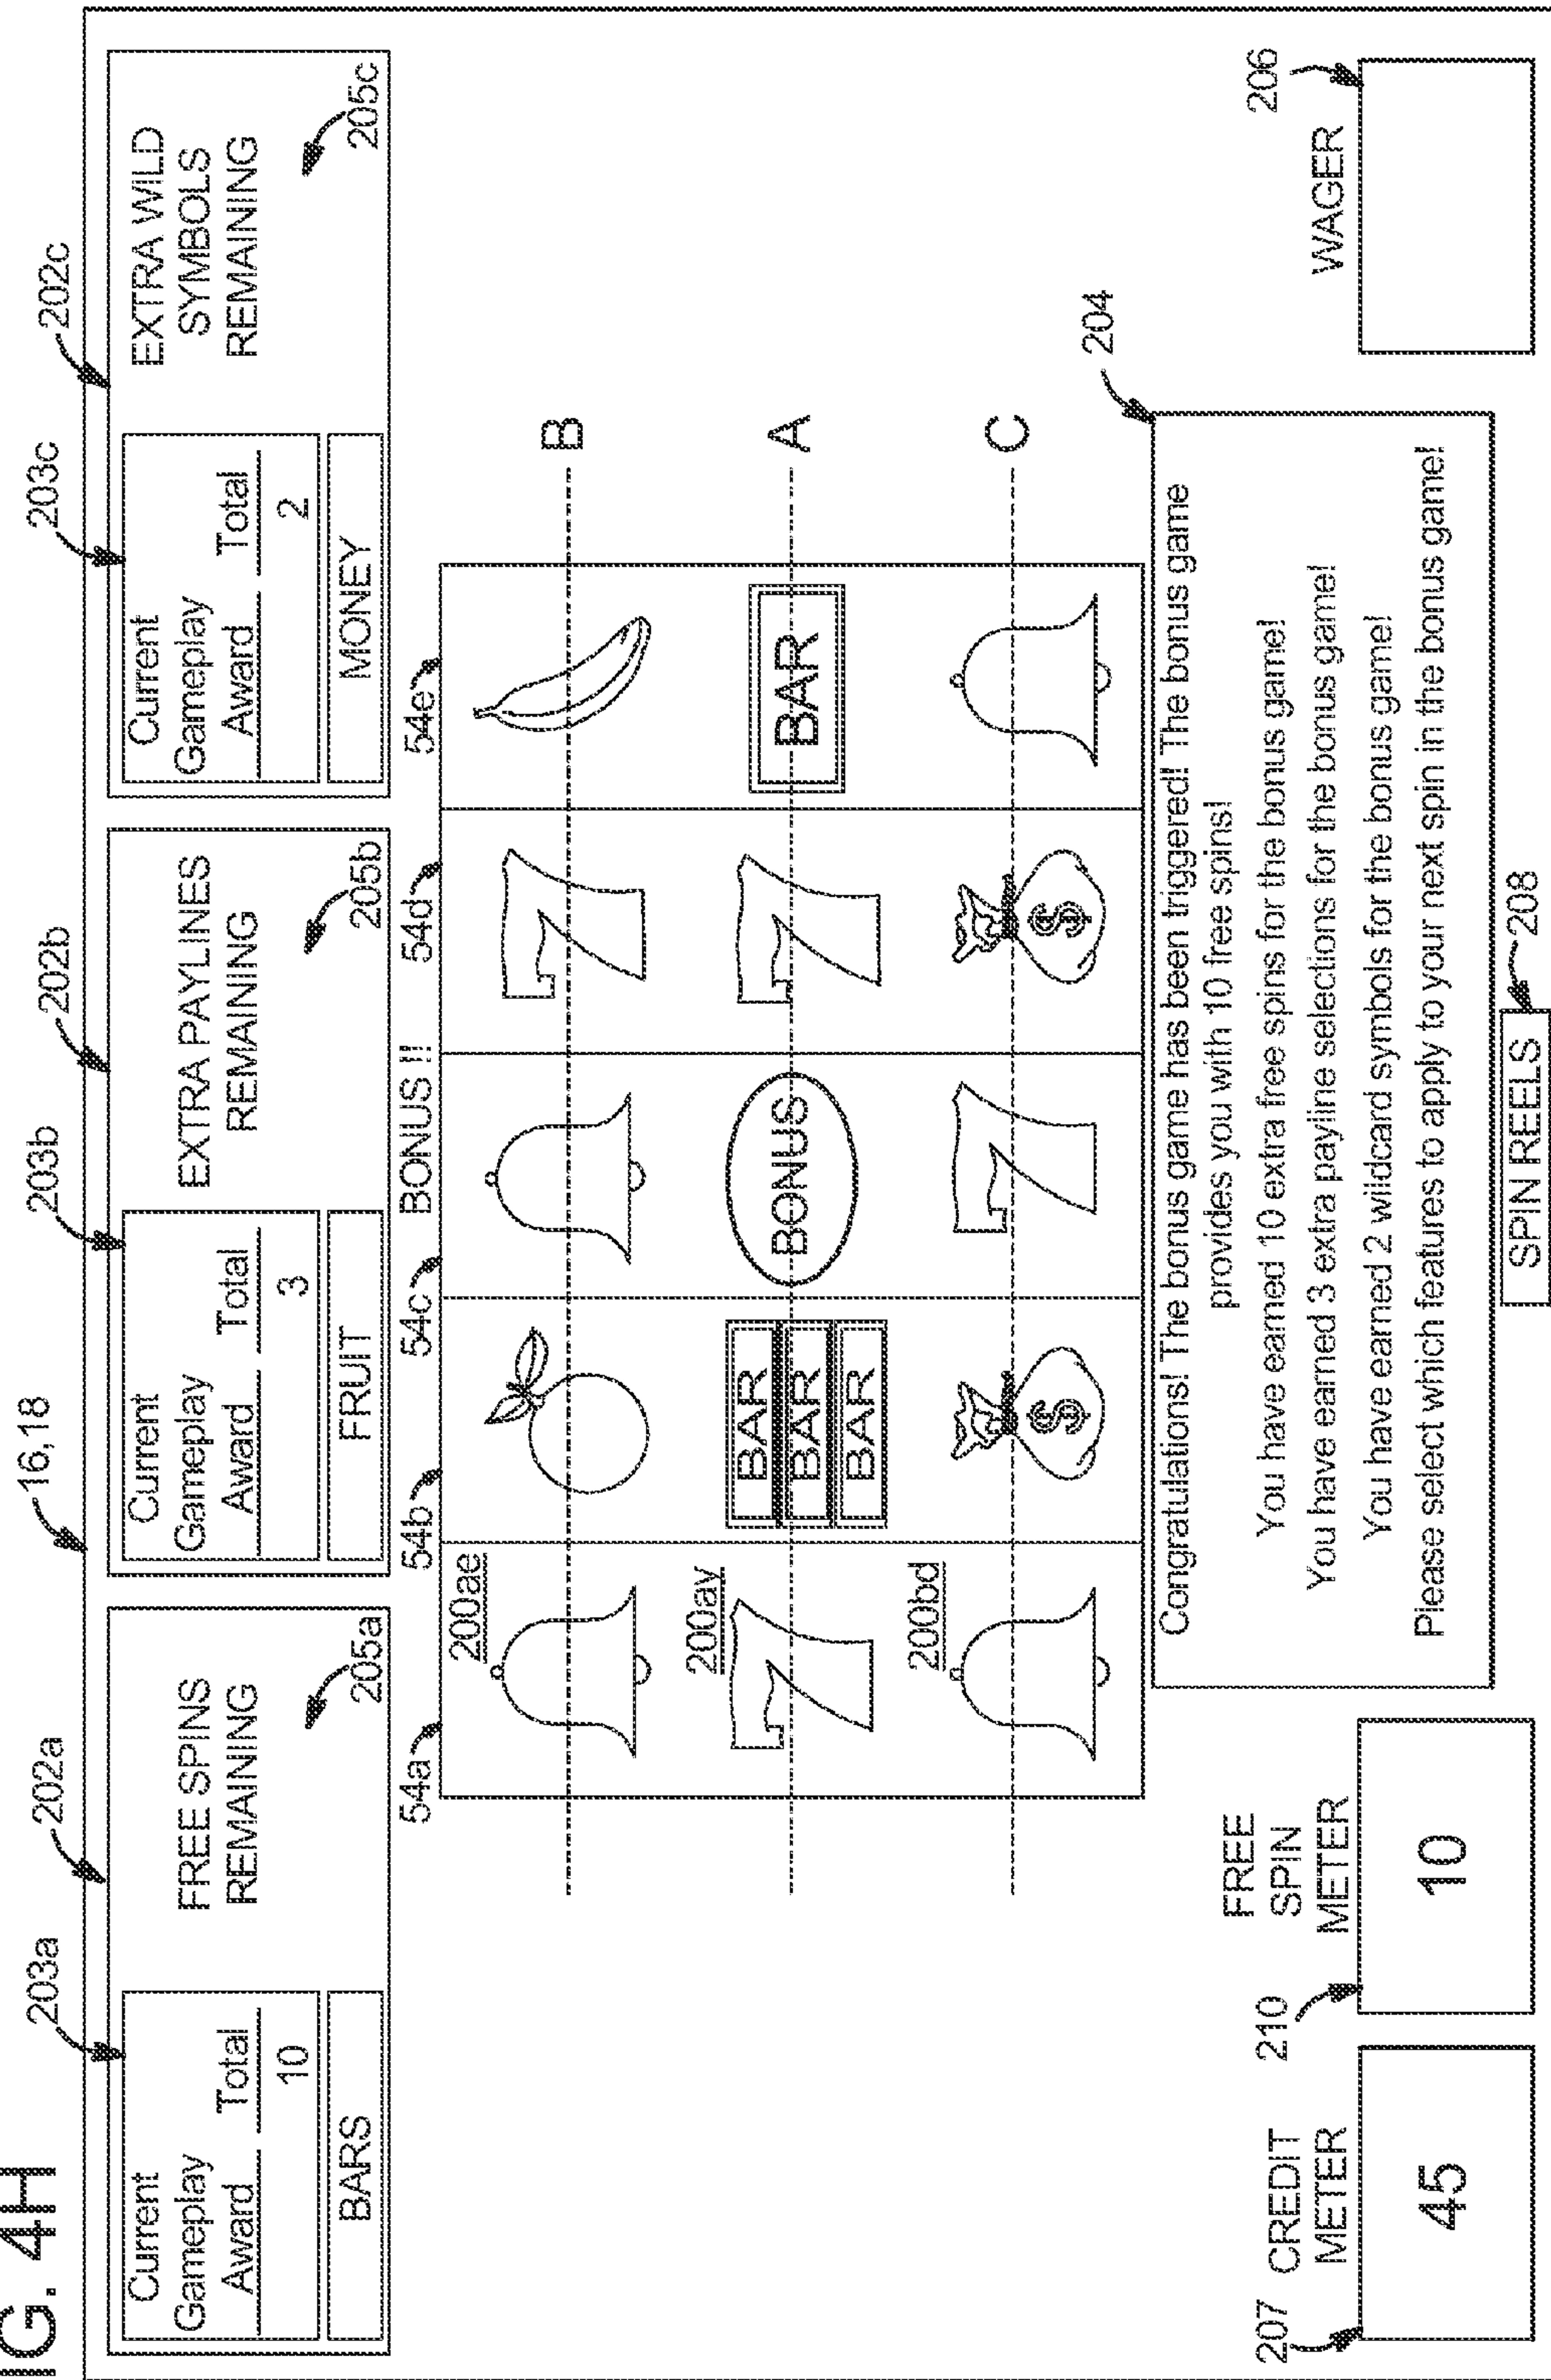 IG. 4H
16,18
203a
202a
203b
202b
203c
202c
Current
Gameplay
Award Total
10
BARS
FREE SPINS
REMAINING
205a
Current
Gameplay
Award Total
3
FRUIT
EXTRA PAYLINES
REMAINING
205b
Current
Gameplay
Award Total
2
MONEY
EXTRA WILD
SYMBOLS
REMAINING
205c
BONUS !!
54a
54b
54c
54d
54e
200ae
B
200ay
BAR
BAR
BAR
BONUS
BAR
A
200bd
$
$
C
204
Congratulations! The bonus game has been triggered! The bonus game
provides you with 10 free spins!
You have earned 10 extra free spins for the bonus game!
You have earned 3 extra payline selections for the bonus game!
You have earned 2 wildcard symbols for the bonus game!
Please select which features to apply to your next spin in the bonus game!
207
CREDIT
METER
45
210
FREE
SPIN
METER
10
SPIN REELS
208
WAGER
206